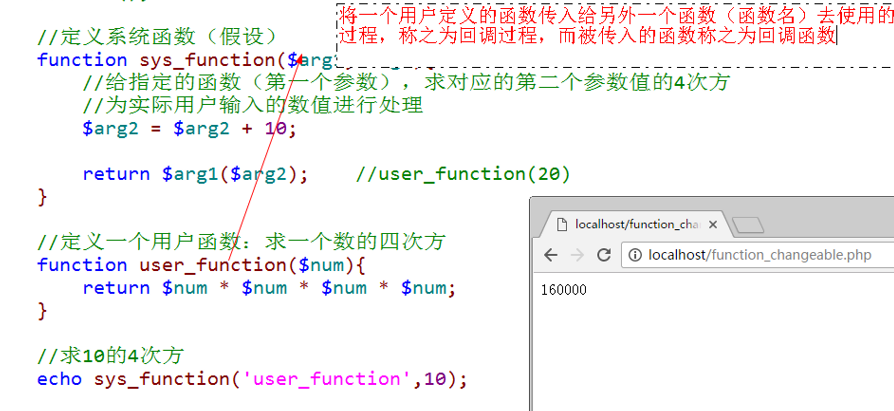 将一个用户定义的函数传入给另外一个函数（函数名）去使用的
过程，称之为回调过程，而被传入的函数称之为回调函数
//定义系统函数（假设）
function sys_function($arg
//给指定的函数（第一个参数），求对应的第二个参数值的4次方
//为实际用户输入的数值进行处理
$arg2 = $arg2 + 10;
return $arg1($arg2); //user_function(20)
}
//定义一个用户函数：求一个数的四次方
function user_function($num){
return $num * $num * $num * $num;
}
//求10的4次方
echo sys_function('user_function',10);
localhost/function_cha
localhost/function_changeable.php
160000